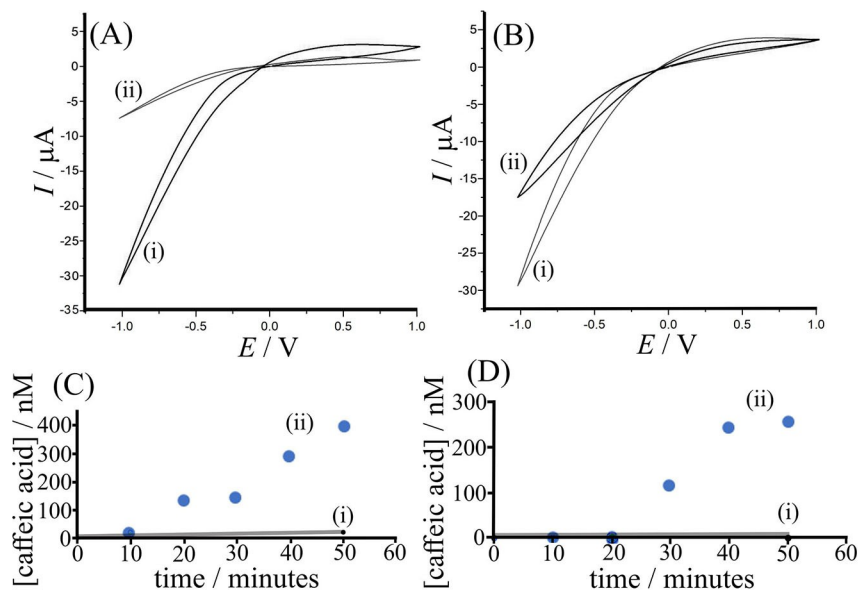 (A)
5
0
-5
-10
-15
-20
-25
-30
-35
I / μA
(ii)
(i)
-1.0
-0.5
0.0
0.5
1.0
E / V
(B)
5
0
-5
-10
-15
-20
-25
-30
I / μA
(ii)
(i)
-1.0
-0.5
0.0
0.5
1.0
E / V
(C)
[caffeic acid] / nM
400
300
200
100
0
(ii)
(i)
10 20 30 40 50 60
time / minutes
(D)
[caffeic acid] / nM
300
200
100
0
(ii)
(i)
0 10 20 30 40 50 60
time / minutes